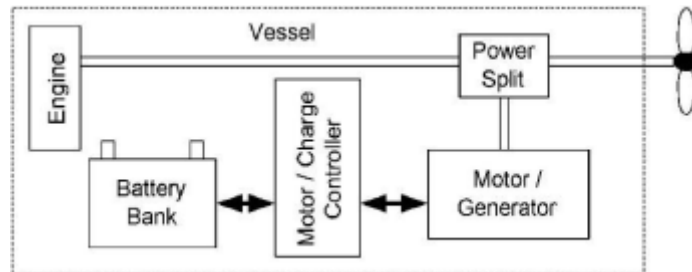 Vessel
Engine
Power
Split
Motor / Charge
Controller
Battery
Bank
Motor /
Generator